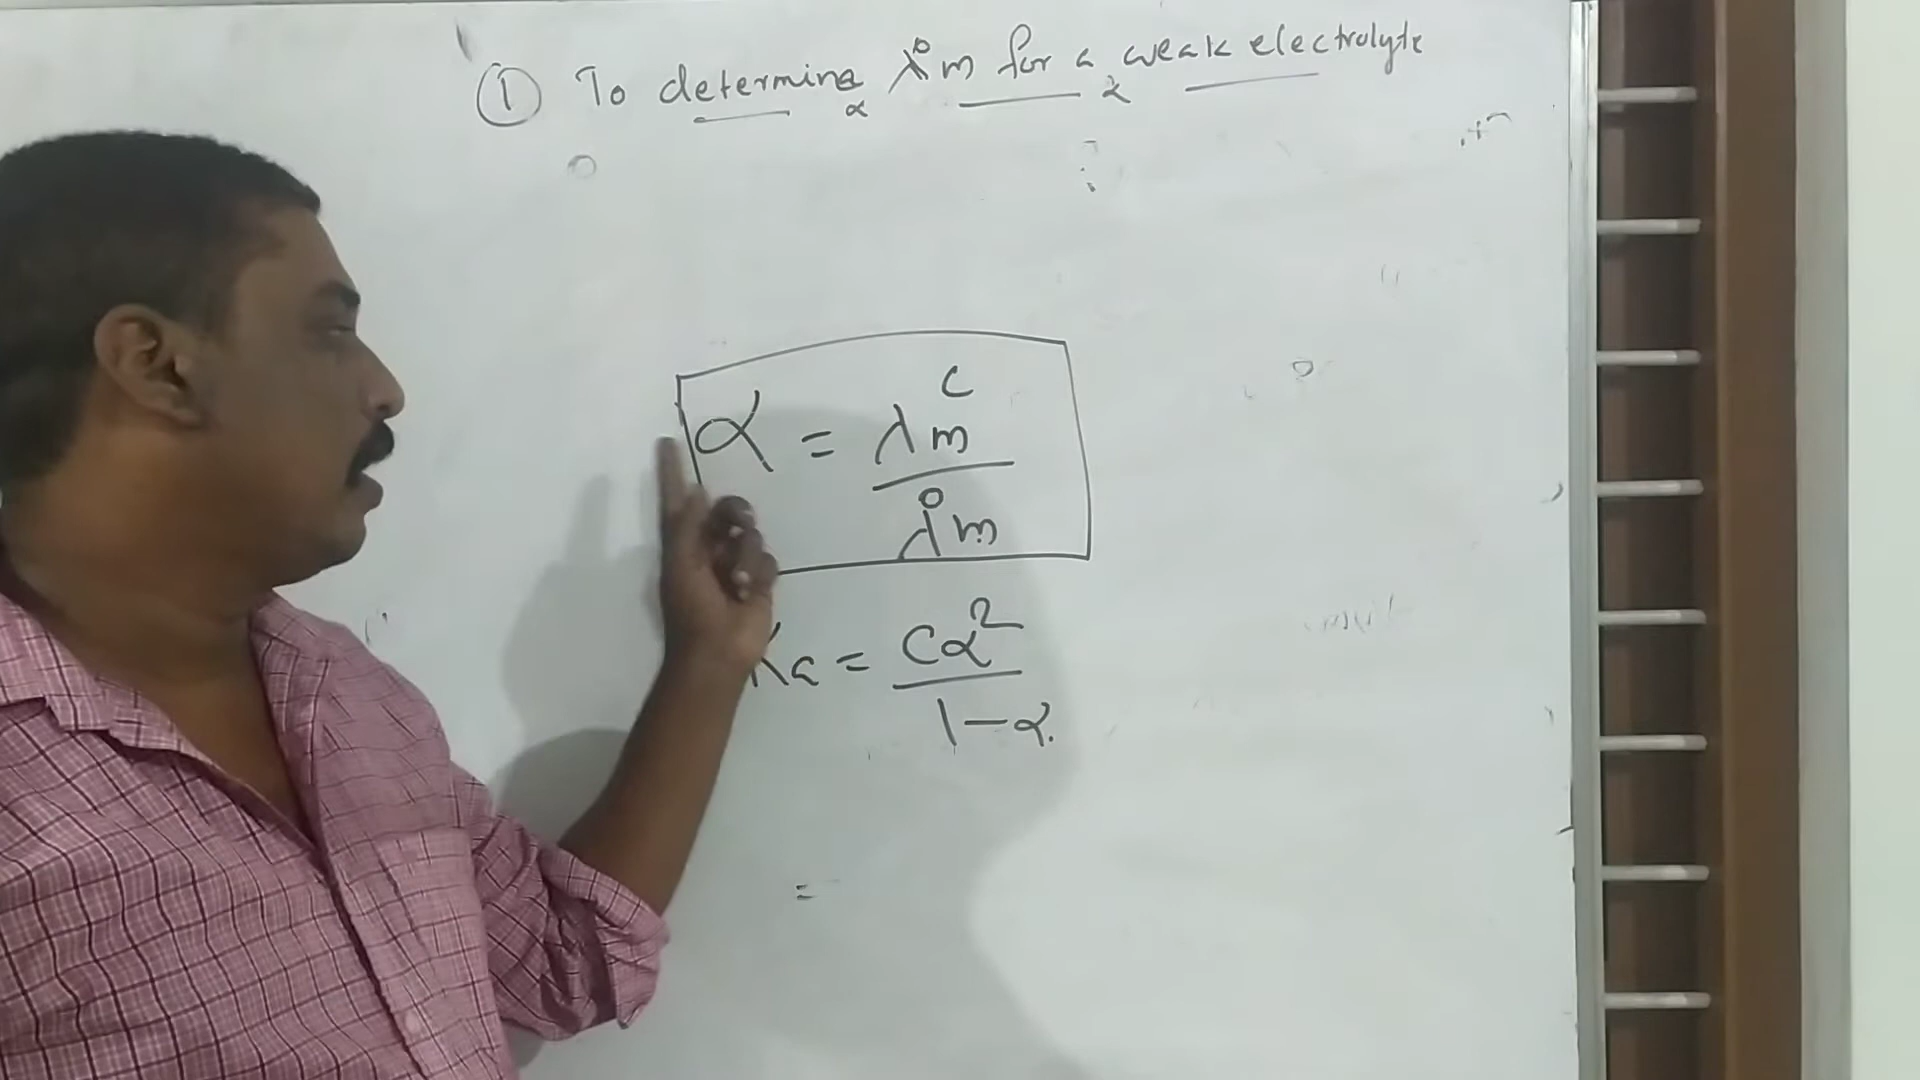 ① To determine λ°m for a weak electrolyte
α = λm^c / λ°m
Ka = Cα² / 1-α.
=